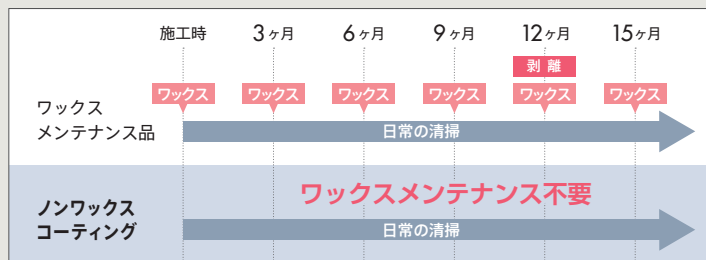 施工時 3ヶ月 6ヶ月 9ヶ月 12ヶ月 15ヶ月
剥離
ワックス ワックス ワックス ワックス ワックス ワックス
ワックス
メンテナンス品
日常の清掃
ワックスメンテナンス不要
ノンワックス
コーティング
日常の清掃